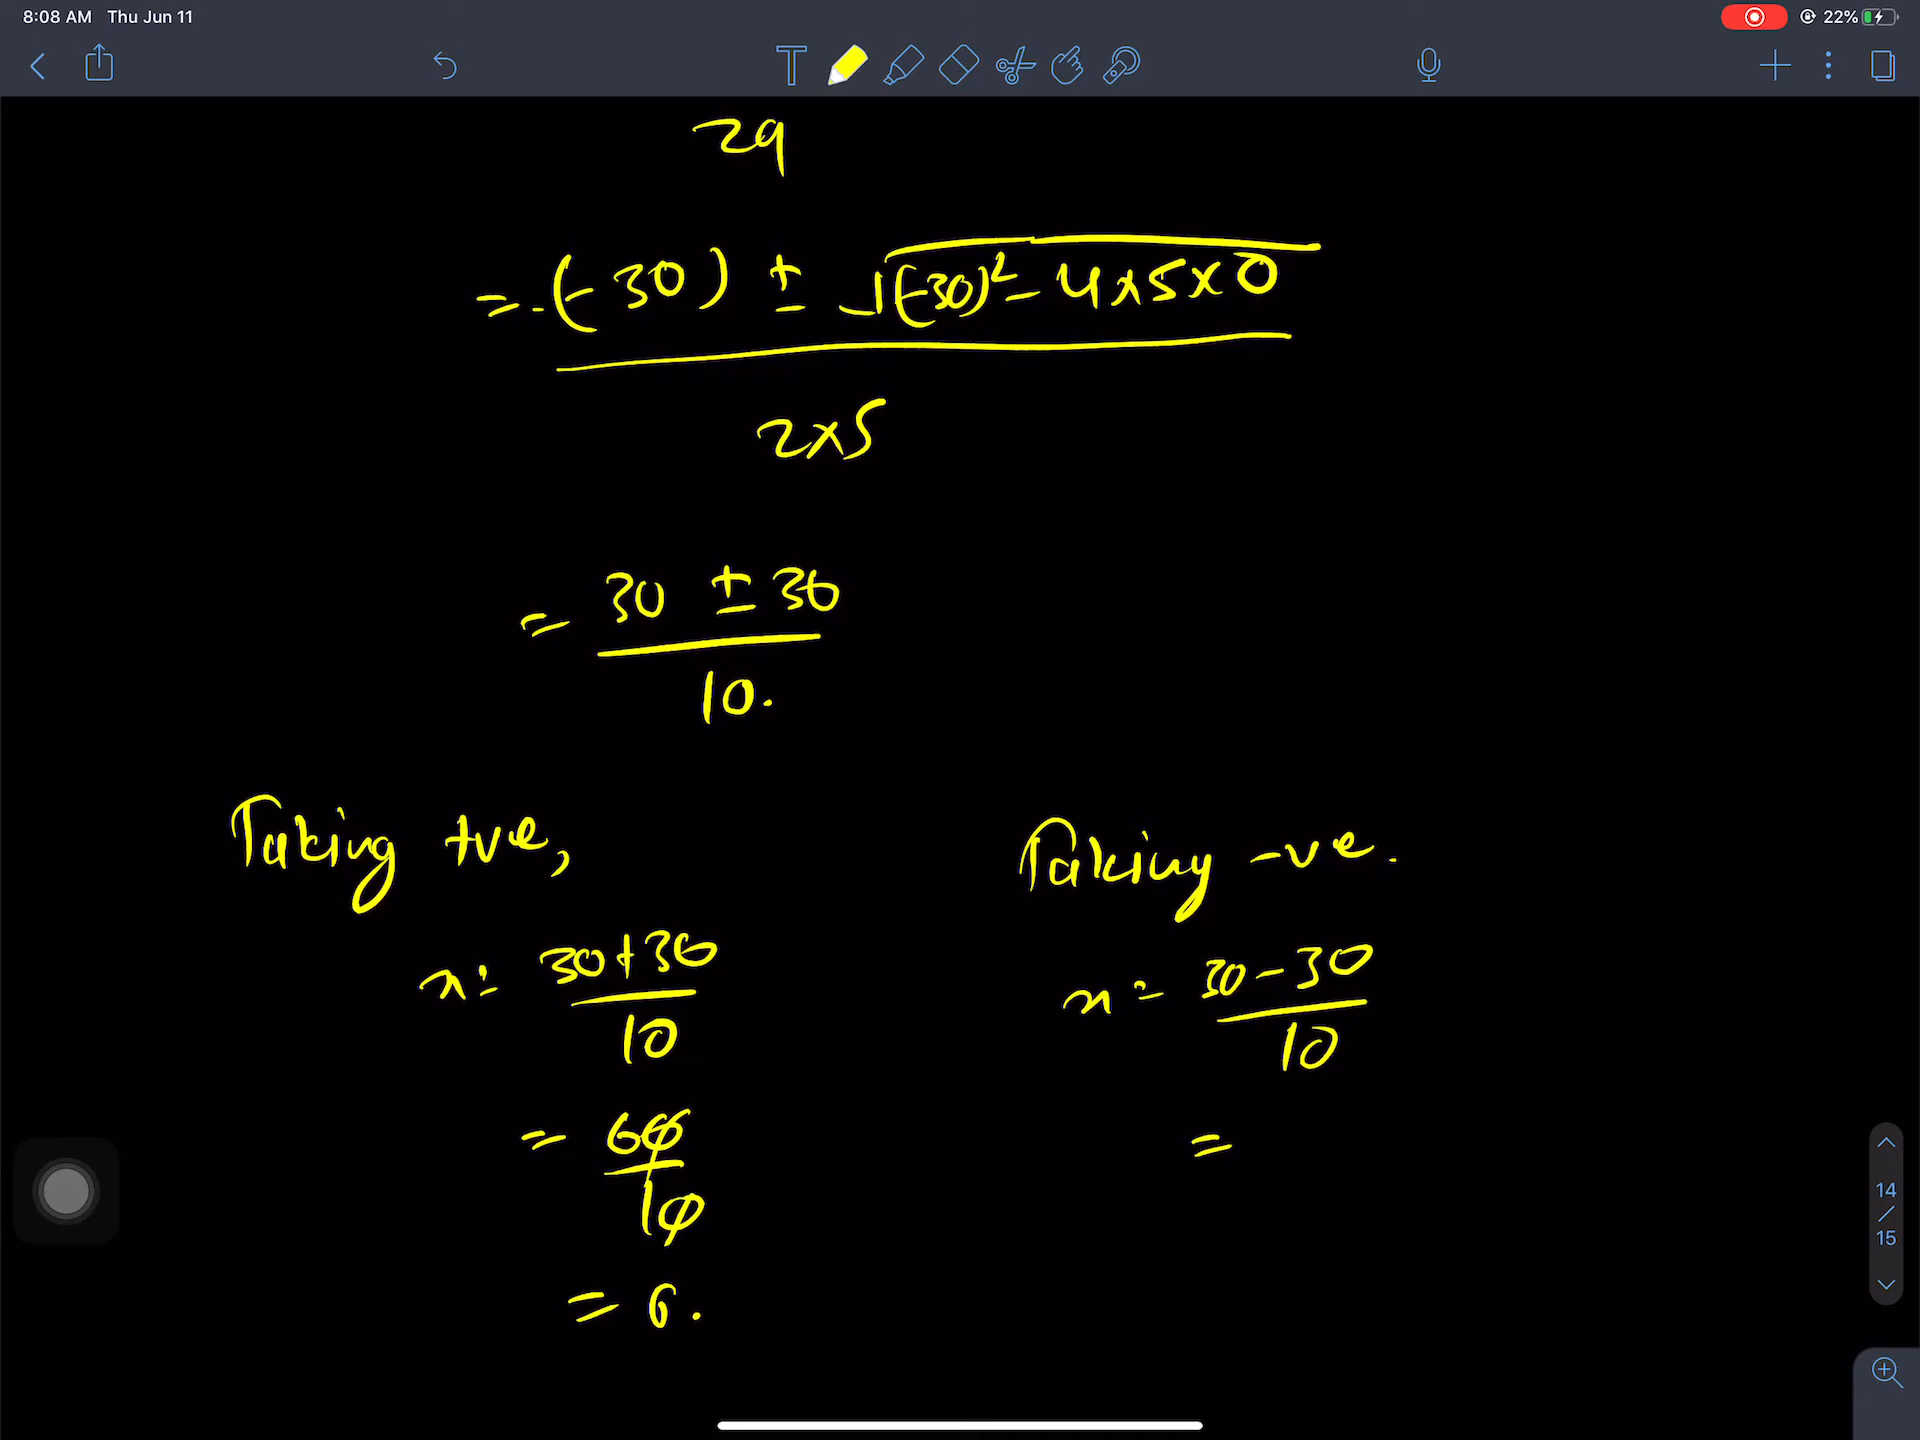 8:08 AM Thu Jun 11
22%
2a
= -(-30) ± √(-30)² - 4×5×0
2×5
= 30 ± 30
10.
Taking +ve,
x = 30+30
10
= 60
10
= 6.
Taking -ve.
x = 30-30
10
=
14
/
15